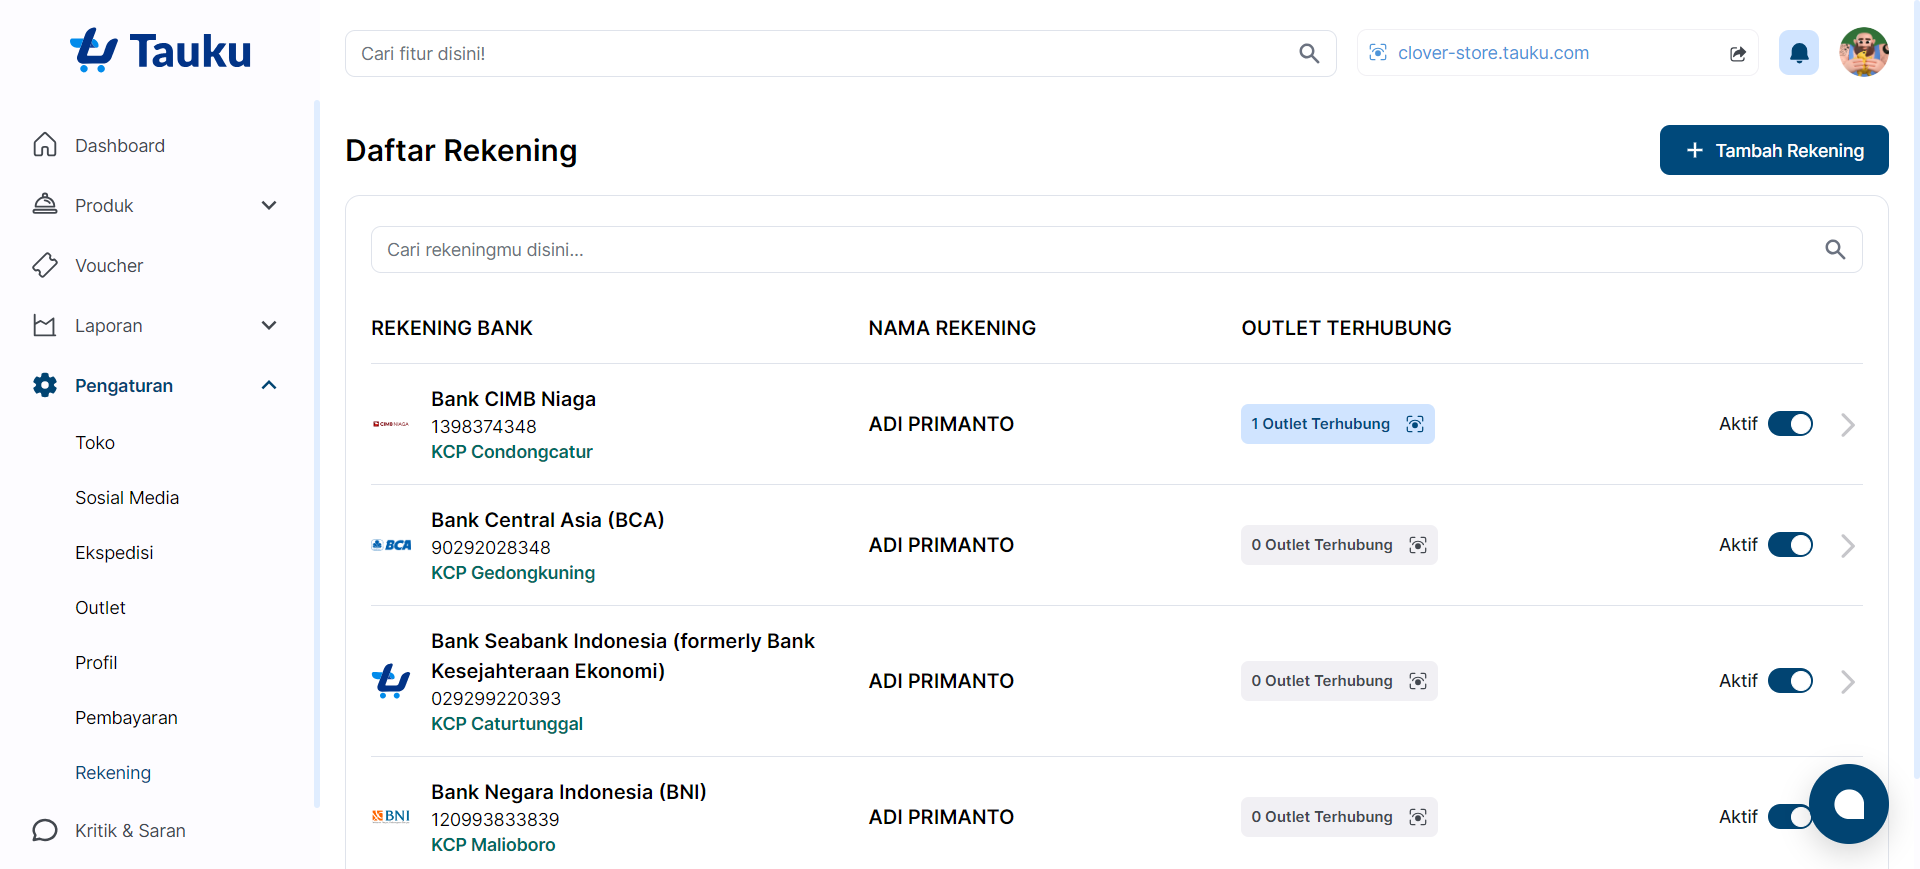 Tauku
Cari fitur disini!
clover-store.tauku.com
Dashboard
Produk
Voucher
Laporan
Pengaturan
Toko
Sosial Media
Ekspedisi
Outlet
Profil
Pembayaran
Rekening
Kritik & Saran
Daftar Rekening
+ Tambah Rekening
Cari rekeningmu disini...
REKENING BANK NAMA REKENING OUTLET TERHUBUNG
CIMB NIAGA
Bank CIMB Niaga
1398374348
KCP Condongcatur
ADI PRIMANTO
1 Outlet Terhubung
Aktif
BCA
Bank Central Asia (BCA)
90292028348
KCP Gedongkuning
ADI PRIMANTO
0 Outlet Terhubung
Aktif
Bank Seabank Indonesia (formerly Bank
Kesejahteraan Ekonomi)
029299220393
KCP Caturtunggal
ADI PRIMANTO
0 Outlet Terhubung
Aktif
BNI
Bank Negara Indonesia (BNI)
120993833839
KCP Malioboro
ADI PRIMANTO
0 Outlet Terhubung
Aktif